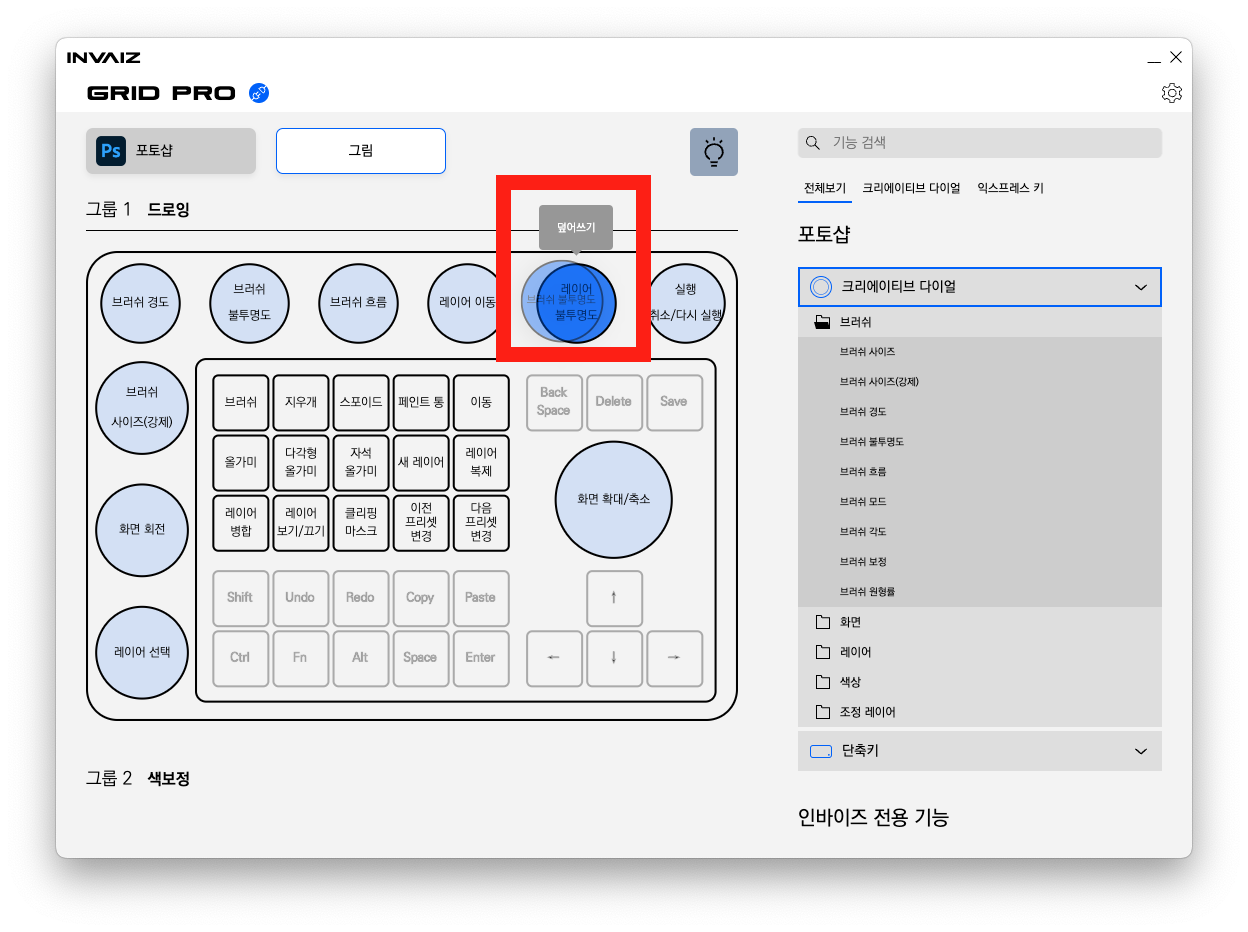 INVAIZ
GRID PRO
Ps 포토샵
그림
기능 검색
전체보기 크리에이티브 다이얼 익스프레스 키
그룹 1 드로잉
덮어쓰기
포토샵
브러쉬 경도
브러쉬
불투명도
브러쉬 흐름
레이어 이동
레이어
불투명도
브러쉬 불투명도
실행
취소/다시 실행
브러쉬
사이즈(강제)
화면 회전
레이어 선택
브러쉬
지우개
스포이드
페인트 통
이동
Back
Space
Delete
Save
올가미
다각형
올가미
자석
올가미
새 레이어
레이어
복제
레이어
병합
레이어
보기/끄기
클리핑
마스크
이전
프리셋
변경
다음
프리셋
변경
화면 확대/축소
Shift
Undo
Redo
Copy
Paste
↑
Ctrl
Fn
Alt
Space
Enter
←
↓
→
크리에이티브 다이얼
브러쉬
브러쉬 사이즈
브러쉬 사이즈(강제)
브러쉬 경도
브러쉬 불투명도
브러쉬 흐름
브러쉬 모드
브러쉬 각도
브러쉬 보정
브러쉬 원형률
화면
레이어
색상
조정 레이어
단축키
그룹 2 색보정
인바이즈 전용 기능